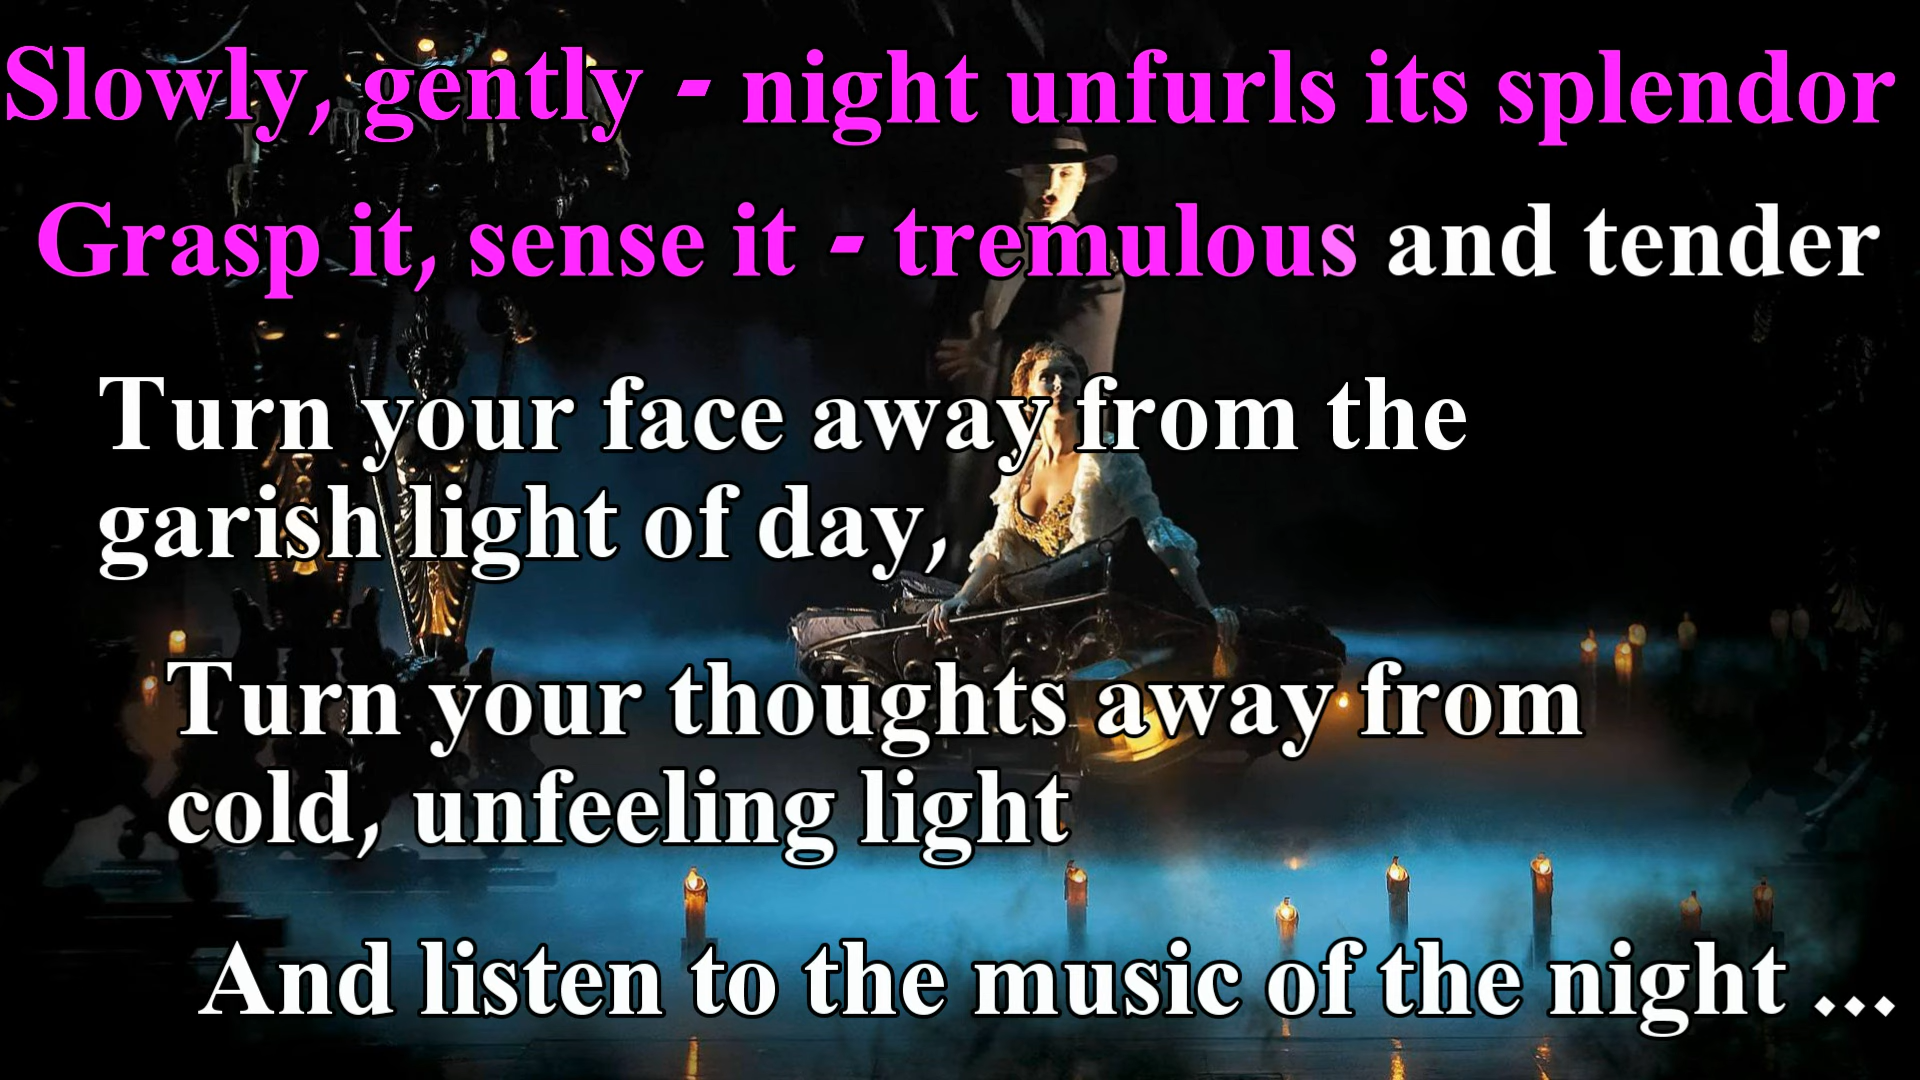 Slowly, gently - night unfurls its splendor
Grasp it, sense it - tremulous and tender
Turn your face away from the
garish light of day,
Turn your thoughts away from
cold, unfeeling light
And listen to the music of the night ...